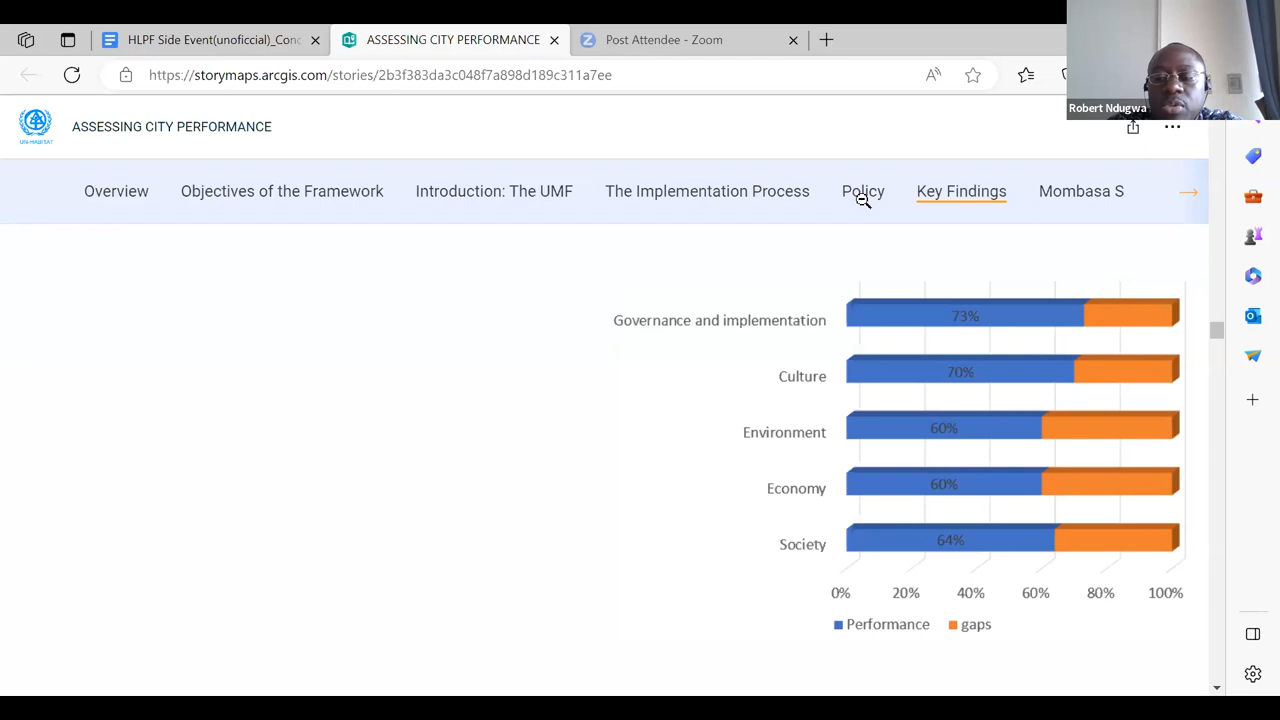 HLPF Side Event(unoficcial)_Conc
ASSESSING CITY PERFORMANCE
Post Attendee - Zoom
https://storymaps.arcgis.com/stories/2b3f383da3c048f7a898d189c311a7ee
Robert Ndugwa
UN-HABITAT
ASSESSING CITY PERFORMANCE
Overview Objectives of the Framework Introduction: The UMF The Implementation Process Policy Key Findings Mombasa S
Governance and implementation 73%
Culture 70%
Environment 60%
Economy 60%
Society 64%
0% 20% 40% 60% 80% 100%
Performance gaps